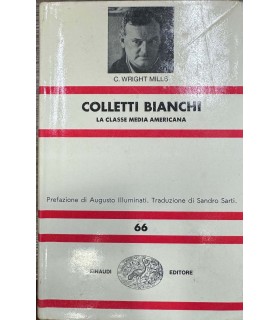 C. WRIGHT MILLS
COLLETTI BIANCHI
LA CLASSE MEDIA AMERICANA
Prefazione di Augusto Illuminati. Traduzione di Sandro Sarti.
66
EINAUDI EDITORE